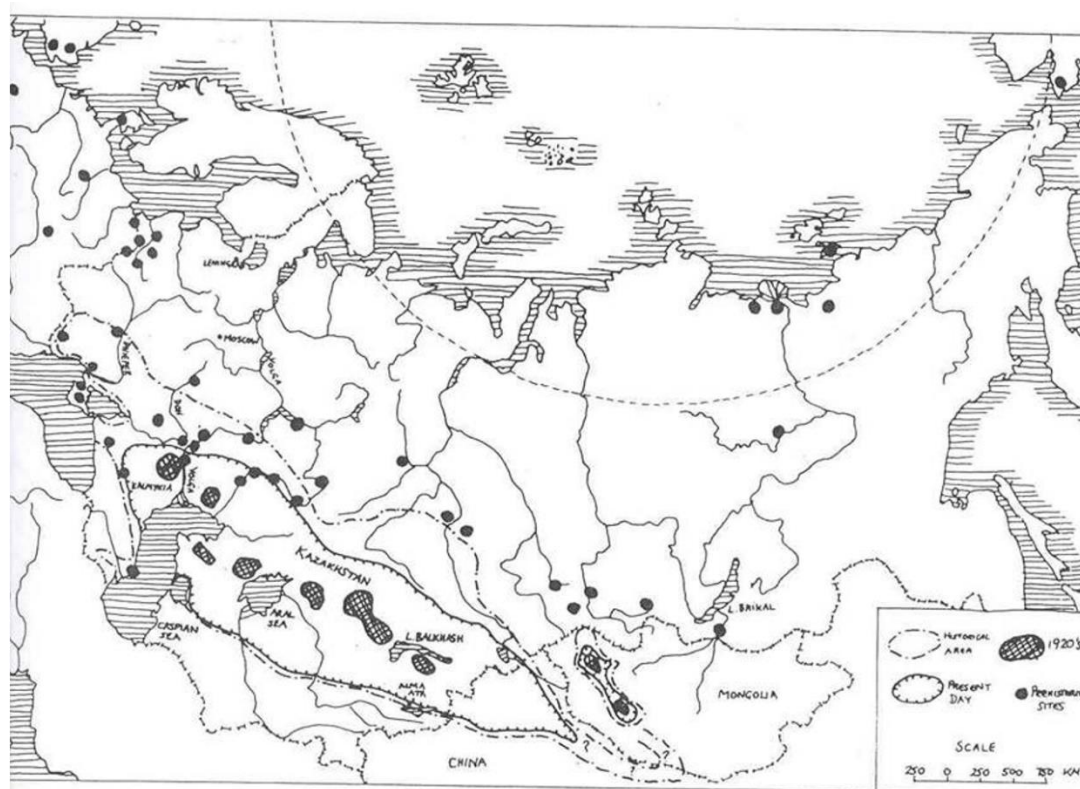 LENINGRAD
MOSCOW
VOLGA
DNIEPR
DON
KALMYKIA
VOLGA
KAZAKHSTAN
ARAL
SEA
CASPIAN
SEA
L. BALKHASH
ALMA
ATA
L. BAIKAL
MONGOLIA
CHINA
?
?
?
HISTORICAL
AREA
1920'S
PRESENT
DAY
PREHISTORIC
SITES
SCALE
250 0 250 500 750 KM